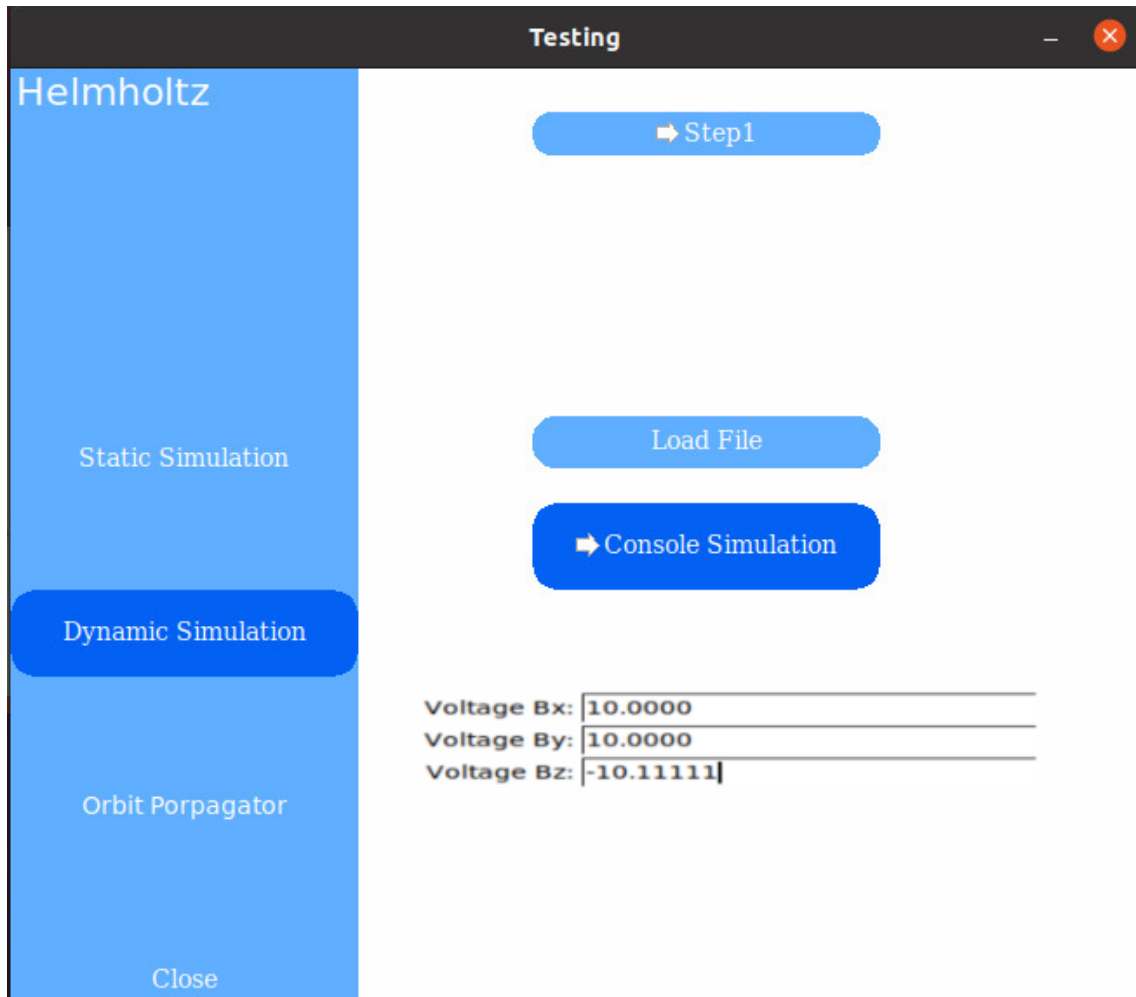 Testing
Helmholtz
Step1
Static Simulation
Load File
Console Simulation
Dynamic Simulation
Voltage Bx: 10.0000
Voltage By: 10.0000
Voltage Bz: -10.11111
Orbit Porpagator
Close